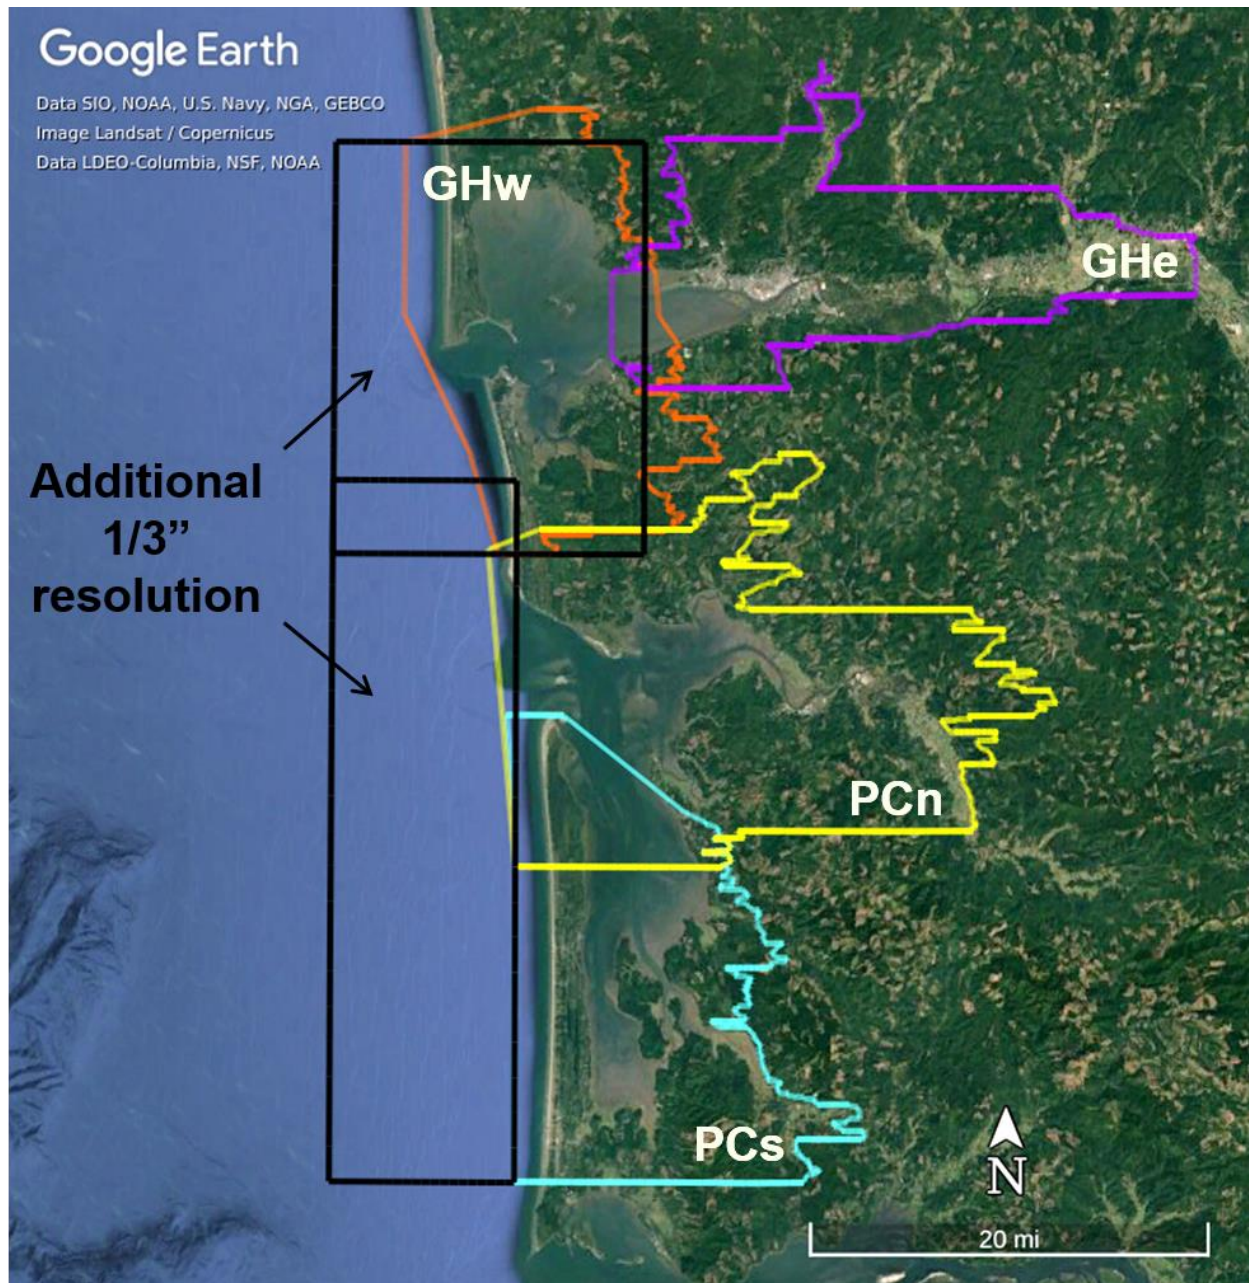 Google Earth
Data SIO, NOAA, U.S. Navy, NGA, GEBCO
Image Landsat / Copernicus
Data LDEO-Columbia, NSF, NOAA
GHw
GHe
Additional
1/3”
resolution
PCn
PCs
N
20 mi